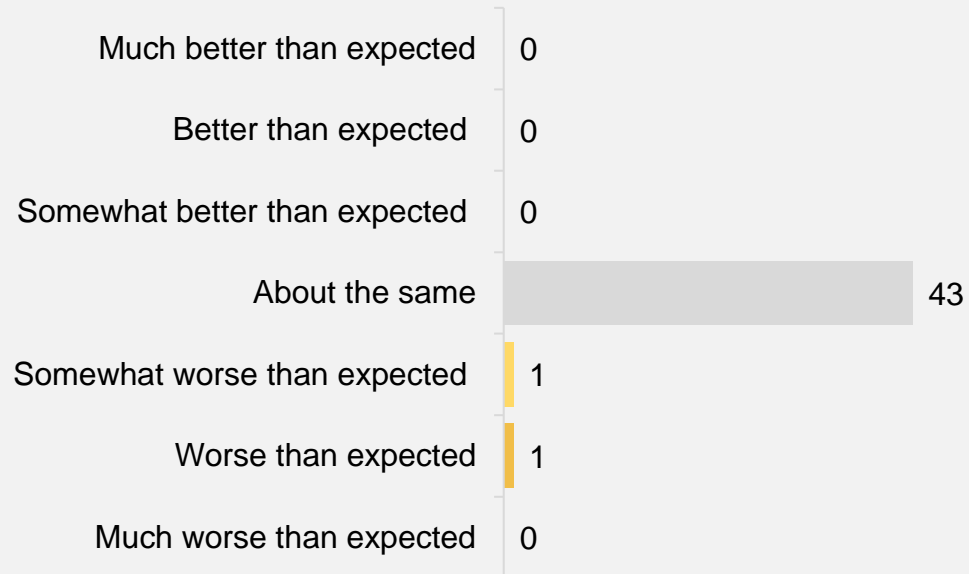 Much better than expected 0
Better than expected 0
Somewhat better than expected 0
About the same 43
Somewhat worse than expected 1
Worse than expected 1
Much worse than expected 0